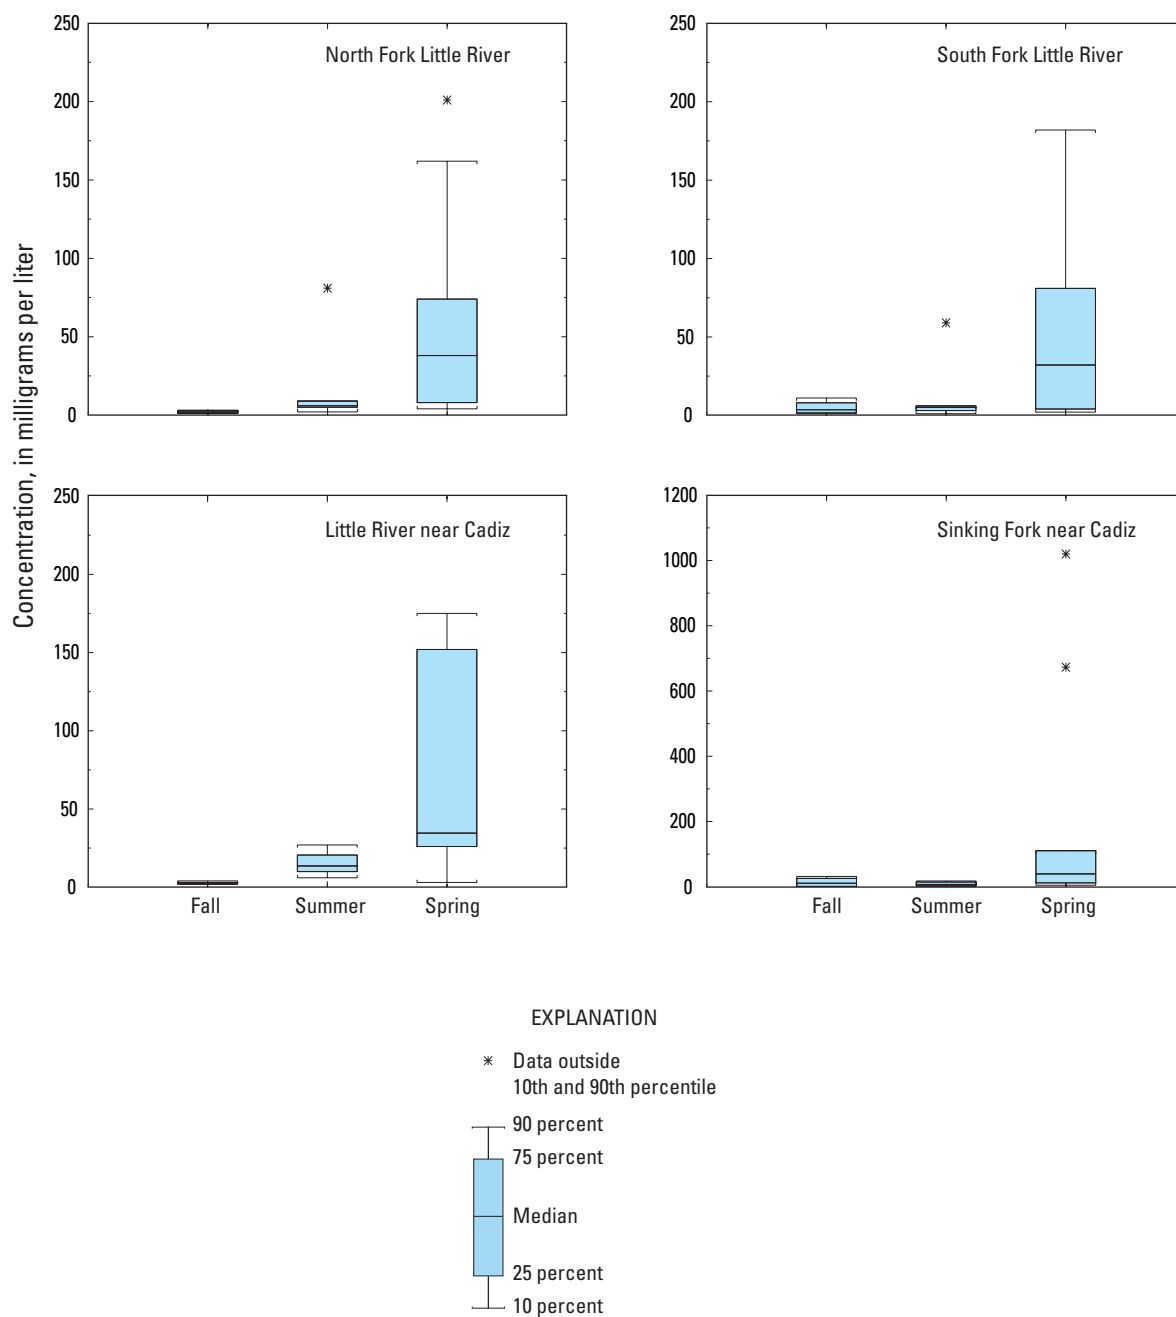 North Fork Little River
250
200
150
100
50
0
South Fork Little River
250
200
150
100
50
0
Concentration, in milligrams per liter
Little River near Cadiz
250
200
150
100
50
0
Fall Summer Spring
Sinking Fork near Cadiz
1200
1000
800
600
400
200
0
Fall Summer Spring
EXPLANATION
* Data outside
10th and 90th percentile
90 percent
75 percent
Median
25 percent
10 percent